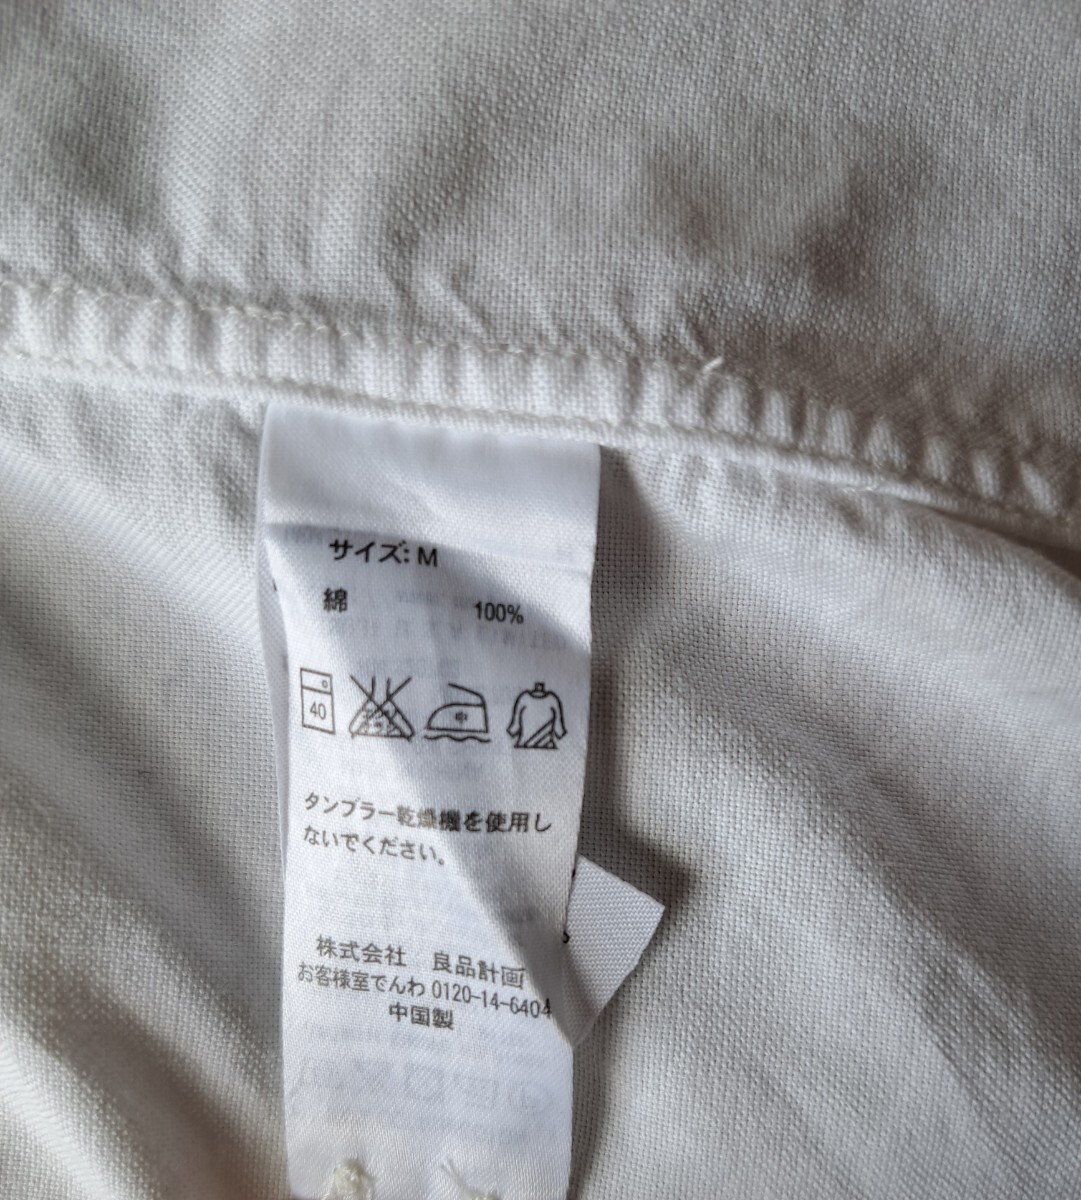 サイズ: M
綿 100%
40 中
タンブラー乾燥機を使用し
ないでください。
株式会社 良品計画
お客様室でんわ 0120-14-6404
中国製